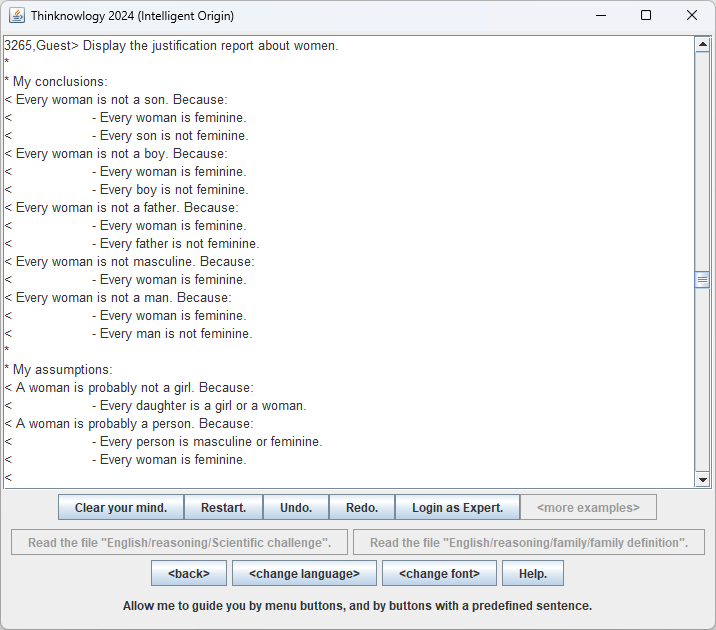 Thinknowlogy 2024 (Intelligent Origin)
3265,Guest> Display the justification report about women.
*
* My conclusions:
< Every woman is not a son. Because:
< - Every woman is feminine.
< - Every son is not feminine.
< Every woman is not a boy. Because:
< - Every woman is feminine.
< - Every boy is not feminine.
< Every woman is not a father. Because:
< - Every woman is feminine.
< - Every father is not feminine.
< Every woman is not masculine. Because:
< - Every woman is feminine.
< Every woman is not a man. Because:
< - Every woman is feminine.
< - Every man is not feminine.
*
* My assumptions:
< A woman is probably not a girl. Because:
< - Every daughter is a girl or a woman.
< A woman is probably a person. Because:
< - Every person is masculine or feminine.
< - Every woman is feminine.
<
Clear your mind. Restart. Undo. Redo. Login as Expert. <more examples>
Read the file "English/reasoning/Scientific challenge". Read the file "English/reasoning/family/family definition".
<back> <change language> <change font> Help.
Allow me to guide you by menu buttons, and by buttons with a predefined sentence.